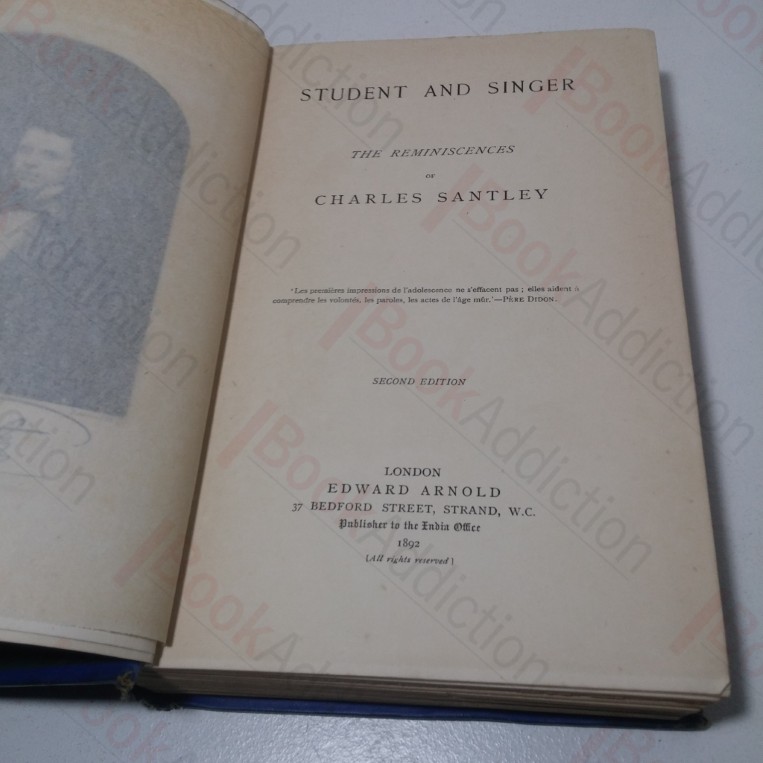 STUDENT AND SINGER
THE REMINISCENCES
OF
CHARLES SANTLEY
'Les premières impressions de l'adolescence ne s'effacent pas ; elles aident à
comprendre les volontés, les paroles, les actes de l'âge mûr.'—PÈRE DIDON.
SECOND EDITION
LONDON
EDWARD ARNOLD
37 BEDFORD STREET, STRAND, W.C.
Publisher to the India Office
1892
(All rights reserved)
BookAddiction